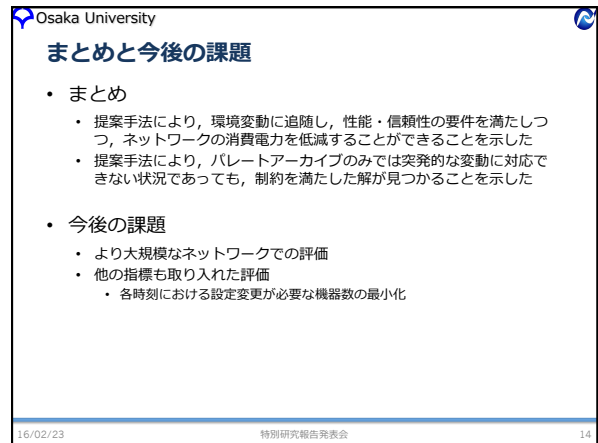 Osaka University
まとめと今後の課題
• まとめ
• 提案手法により，環境変動に追随し，性能・信頼性の要件を満たしつ
つ，ネットワークの消費電力を低減することができることを示した
• 提案手法により，パレートアーカイブのみでは突発的な変動に対応で
きない状況であっても，制約を満たした解が見つかることを示した
• 今後の課題
• より大規模なネットワークでの評価
• 他の指標も取り入れた評価
• 各時刻における設定変更が必要な機器数の最小化
16/02/23
特別研究報告発表会
14